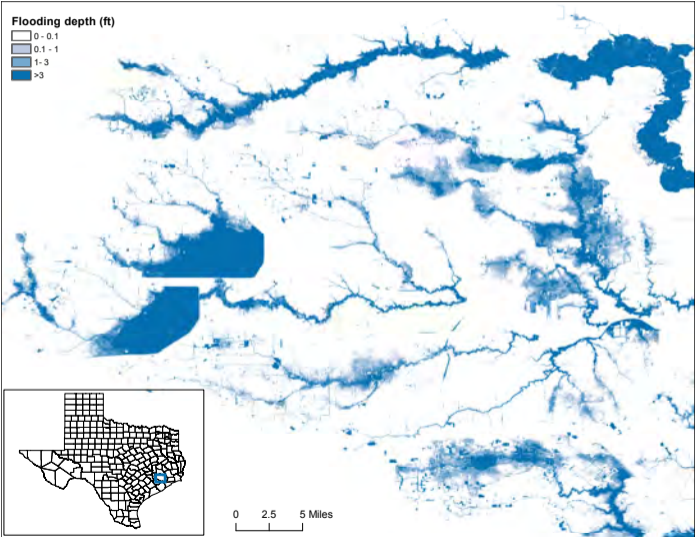 Flooding depth (ft)
0 - 0.1
0.1 - 1
1- 3
>3
0 2.5 5 Miles